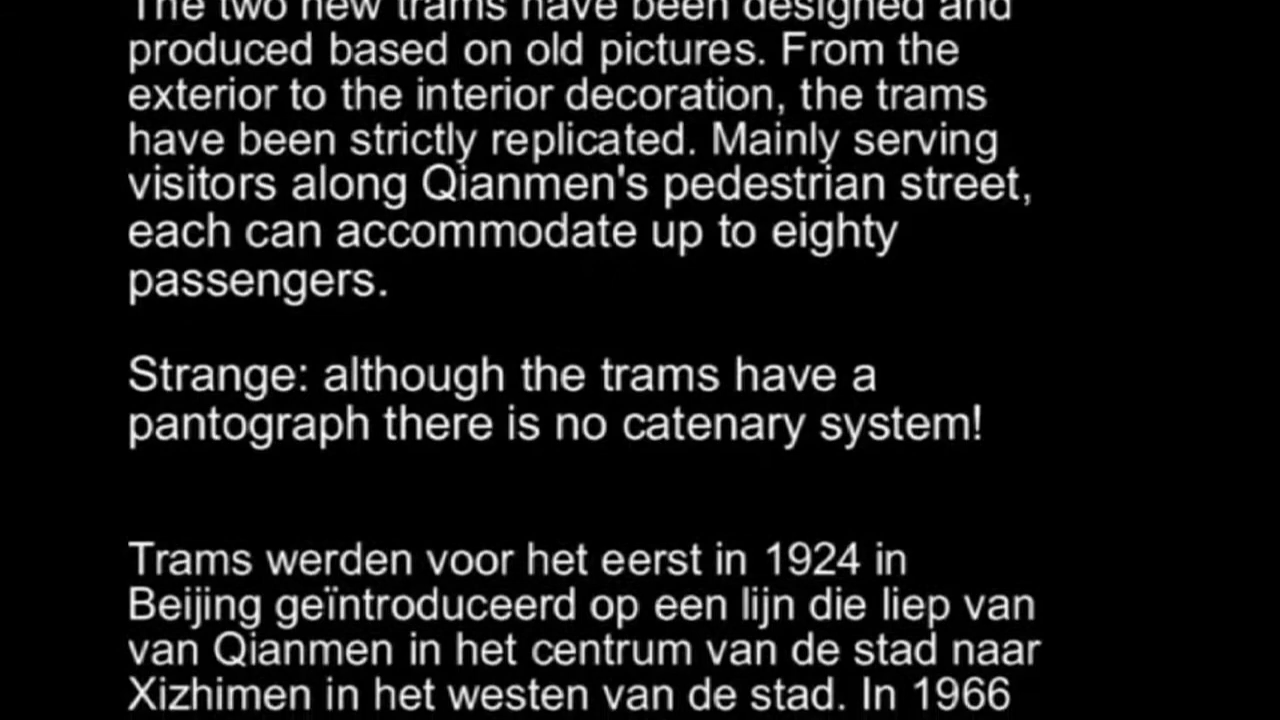 The two new trams have been designed and
produced based on old pictures. From the
exterior to the interior decoration, the trams
have been strictly replicated. Mainly serving
visitors along Qianmen's pedestrian street,
each can accommodate up to eighty
passengers.
Strange: although the trams have a
pantograph there is no catenary system!
Trams werden voor het eerst in 1924 in
Beijing geïntroduceerd op een lijn die liep van
van Qianmen in het centrum van de stad naar
Xizhimen in het westen van de stad. In 1966